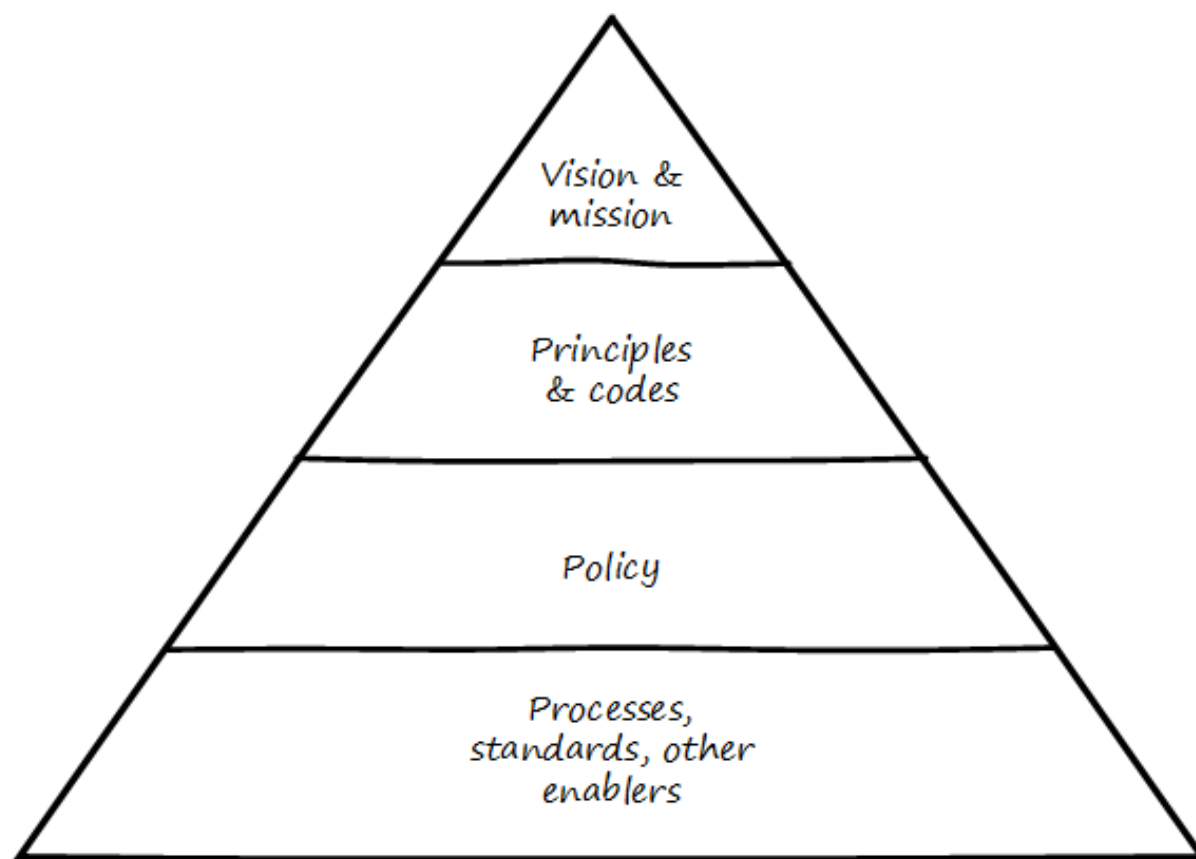 Vision &
mission
Principles
& codes
Policy
Processes,
standards, other
enablers